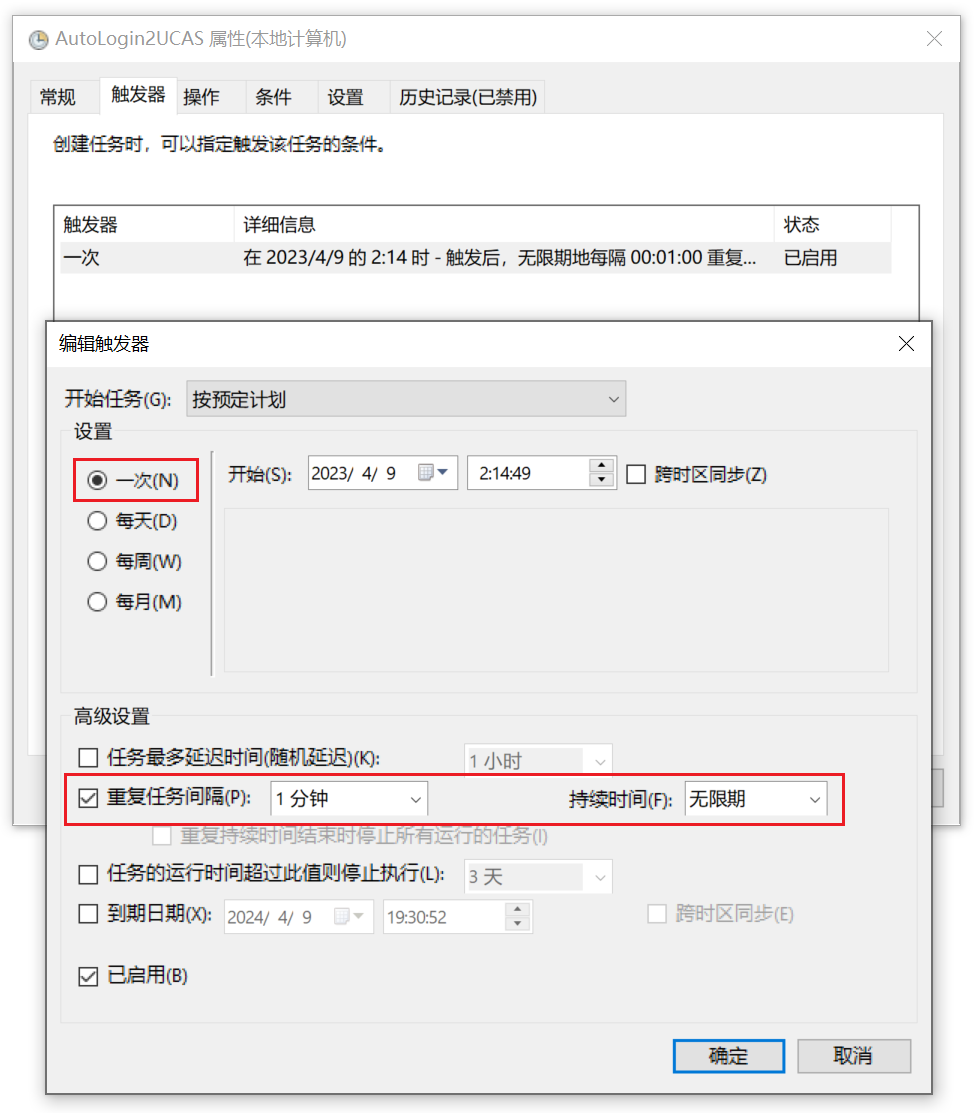 AutoLogin2UCAS 属性(本地计算机)
常规 触发器 操作 条件 设置 历史记录(已禁用)
创建任务时，可以指定触发该任务的条件。
触发器 详细信息 状态
一次 在 2023/4/9 的 2:14 时 - 触发后，无限期地每隔 00:01:00 重复... 已启用
编辑触发器
开始任务(G): 按预定计划
设置
一次(N) 开始(S): 2023/ 4/ 9 2:14:49 跨时区同步(Z)
每天(D)
每周(W)
每月(M)
高级设置
任务最多延迟时间(随机延迟)(K): 1 小时
重复任务间隔(P): 1 分钟 持续时间(F): 无限期
重复持续时间结束时停止所有运行的任务(I)
任务的运行时间超过此值则停止执行(L): 3 天
到期日期(X): 2024/ 4/ 9 19:30:52 跨时区同步(E)
已启用(B)
确定 取消